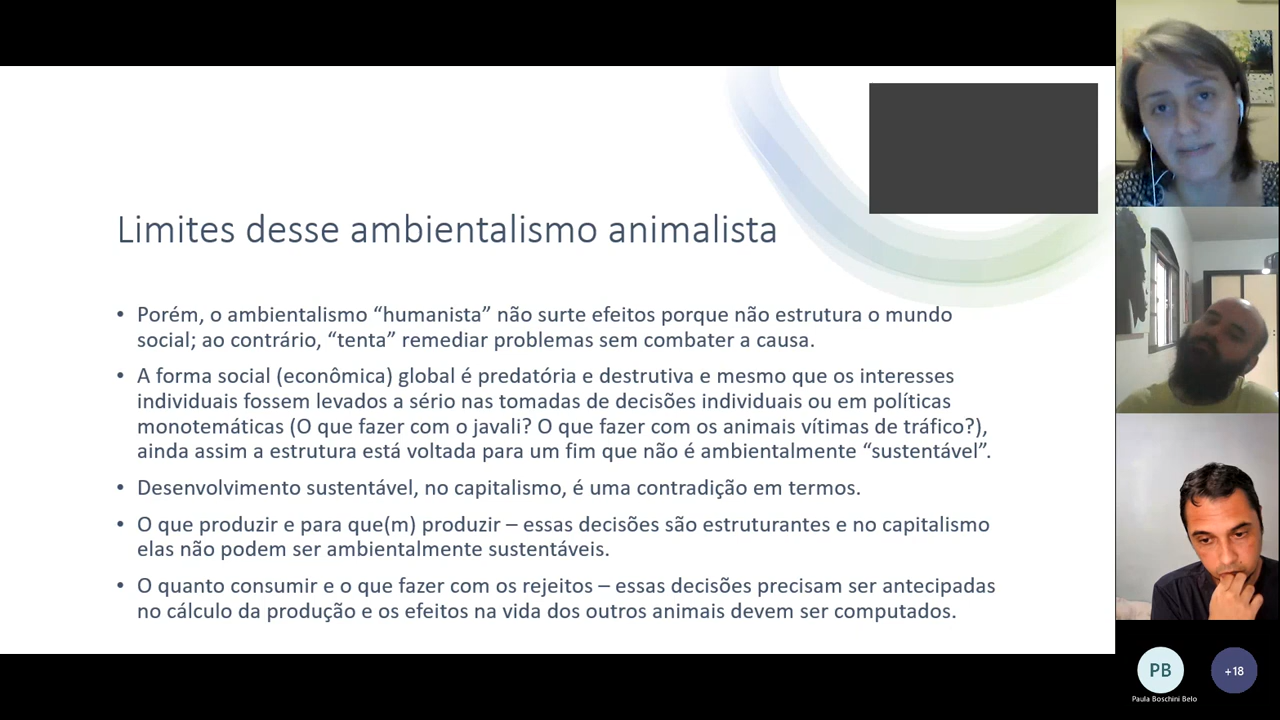 Limites desse ambientalismo animalista
• Porém, o ambientalismo “humanista” não surte efeitos porque não estrutura o mundo
social; ao contrário, “tenta” remediar problemas sem combater a causa.
• A forma social (econômica) global é predatória e destrutiva e mesmo que os interesses
individuais fossem levados a sério nas tomadas de decisões individuais ou em políticas
monotemáticas (O que fazer com o javali? O que fazer com os animais vítimas de tráfico?),
ainda assim a estrutura está voltada para um fim que não é ambientalmente “sustentável”.
• Desenvolvimento sustentável, no capitalismo, é uma contradição em termos.
• O que produzir e para que(m) produzir – essas decisões são estruturantes e no capitalismo
elas não podem ser ambientalmente sustentáveis.
• O quanto consumir e o que fazer com os rejeitos – essas decisões precisam ser antecipadas
no cálculo da produção e os efeitos na vida dos outros animais devem ser computados.
PB
+18
Paula Boschini Belo